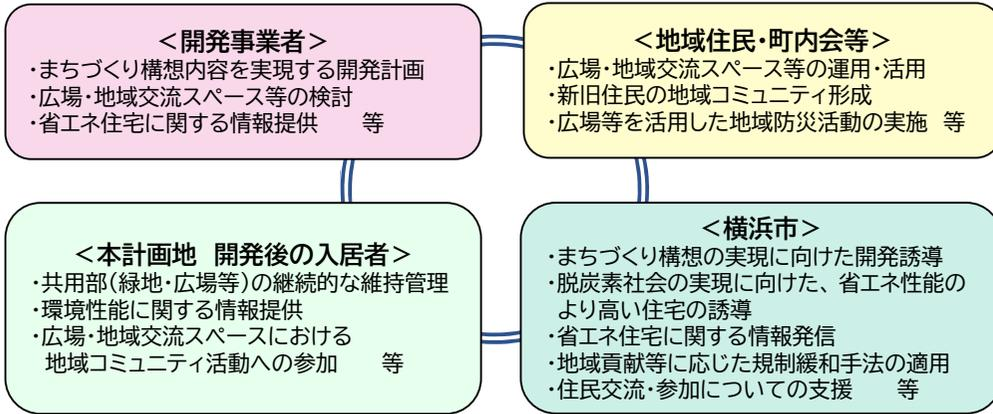 ＜開発事業者＞
・まちづくり構想内容を実現する開発計画
・広場・地域交流スペース等の検討
・省エネ住宅に関する情報提供　　等
＜地域住民・町内会等＞
・広場・地域交流スペース等の運用・活用
・新旧住民の地域コミュニティ形成
・広場等を活用した地域防災活動の実施　等
＜本計画地　開発後の入居者＞
・共用部（緑地・広場等）の継続的な維持管理
・環境性能に関する情報提供
・広場・地域交流スペースにおける
地域コミュニティ活動への参加　　等
＜横浜市＞
・まちづくり構想の実現に向けた開発誘導
・脱炭素社会の実現に向けた、省エネ性能の
より高い住宅の誘導
・省エネ住宅に関する情報発信
・地域貢献等に応じた規制緩和手法の適用
・住民交流・参加についての支援　　等